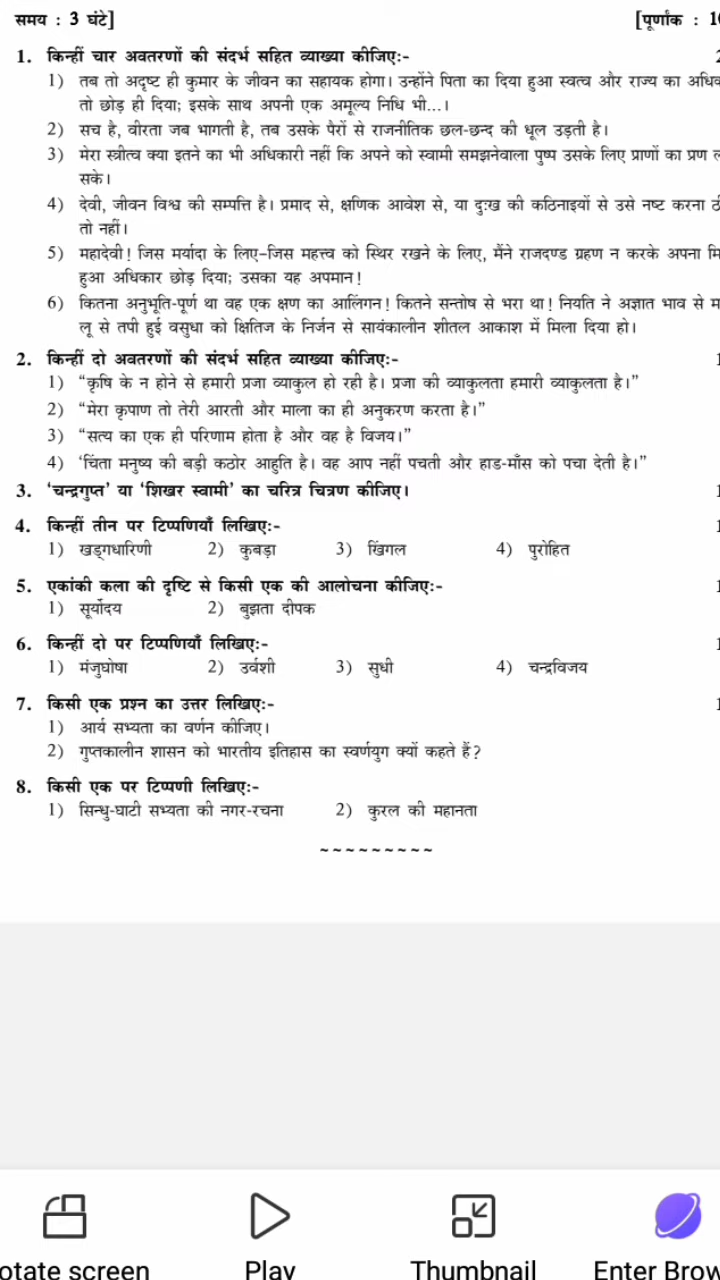 समय : 3 घंटे]
[पूर्णांक : 1
1. किन्हीं चार अवतरणों की संदर्भ सहित व्याख्या कीजिए:-
1) तब तो अदृष्ट ही कुमार के जीवन का सहायक होगा। उन्होंने पिता का दिया हुआ स्वत्व और राज्य का
तो छोड़ ही दिया; इसके साथ अपनी एक अमूल्य निधि भी...।
2) सच है, वीरता जब भागती है, तब उसके पैरों से राजनीतिक छल-छन्द की धूल उड़ती है।
3) मेरा स्त्रीत्व क्या इतने का भी अधिकारी नहीं कि अपने को स्वामी समझनेवाला पुष्प उसके लिए प्राणों का प्रण
सके।
4) देवी, जीवन विश्व की सम्पत्ति है। प्रमाद से, क्षणिक आवेश से, या दुःख की कठिनाइयों से उसे नष्ट करना
तो नहीं।
5) महादेवी! जिस मर्यादा के लिए-जिस महत्त्व को स्थिर रखने के लिए, मैंने राजदण्ड ग्रहण न करके अपना
हुआ अधिकार छोड़ दिया; उसका यह अपमान!
6) कितना अनुभूति-पूर्ण था वह एक क्षण का आलिंगन! कितने सन्तोष से भरा था! नियति ने अज्ञात भाव से
लू से तपी हुई वसुधा को क्षितिज के निर्जन से सायंकालीन शीतल आकाश में मिला दिया हो।
2. किन्हीं दो अवतरणों की संदर्भ सहित व्याख्या कीजिए:-
1) “कृषि के न होने से हमारी प्रजा व्याकुल हो रही है। प्रजा की व्याकुलता हमारी व्याकुलता है।”
2) “मेरा कृपाण तो तेरी आरती और माला का ही अनुकरण करता है।”
3) “सत्य का एक ही परिणाम होता है और वह है विजय।”
4) ‘चिंता मनुष्य की बड़ी कठोर आहुति है। वह आप नहीं पचती और हाड-माँस को पचा देती है।”
3. ‘चन्द्रगुप्त’ या ‘शिखर स्वामी’ का चरित्र चित्रण कीजिए।
4. किन्हीं तीन पर टिप्पणियाँ लिखिए:-
1) खड्गधारिणी 2) कुबड़ा 3) खिंगल 4) पुरोहित
5. एकांकी कला की दृष्टि से किसी एक की आलोचना कीजिए:-
1) सूर्योदय 2) बुझता दीपक
6. किन्हीं दो पर टिप्पणियाँ लिखिए:-
1) मंजुघोषा 2) उर्वशी 3) सुधी 4) चन्द्रविजय
7. किसी एक प्रश्न का उत्तर लिखिए:-
1) आर्य सभ्यता का वर्णन कीजिए।
2) गुप्तकालीन शासन को भारतीय इतिहास का स्वर्णयुग क्यों कहते हैं?
8. किसी एक पर टिप्पणी लिखिए:-
1) सिन्धु-घाटी सभ्यता की नगर-रचना 2) कुरल की महानता
~~~~~~~~~
otate screen Play Thumbnail Enter Brow